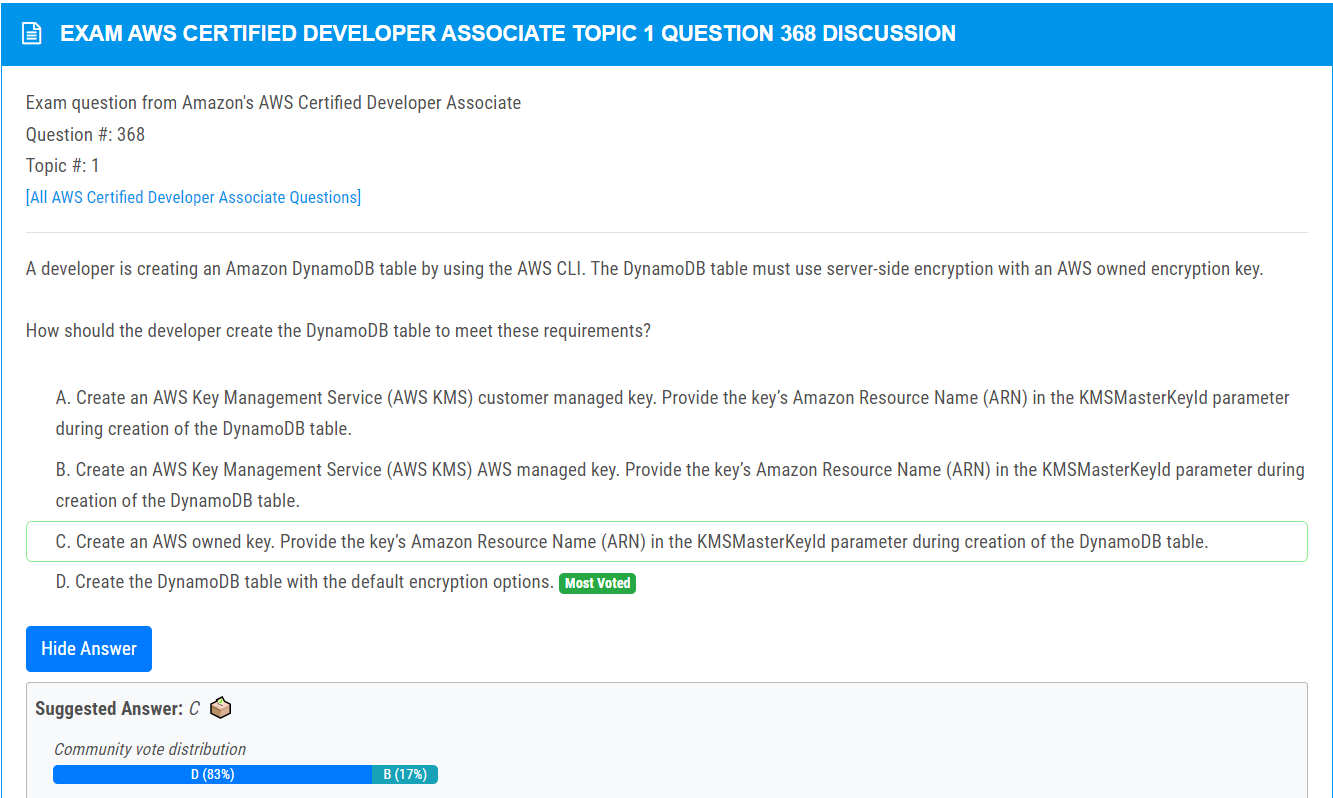 EXAM AWS CERTIFIED DEVELOPER ASSOCIATE TOPIC 1 QUESTION 368 DISCUSSION
Exam question from Amazon's AWS Certified Developer Associate
Question #: 368
Topic #: 1
[All AWS Certified Developer Associate Questions]
A developer is creating an Amazon DynamoDB table by using the AWS CLI. The DynamoDB table must use server-side encryption with an AWS owned encryption key.
How should the developer create the DynamoDB table to meet these requirements?
A. Create an AWS Key Management Service (AWS KMS) customer managed key. Provide the key’s Amazon Resource Name (ARN) in the KMSMasterKeyId parameter
during creation of the DynamoDB table.
B. Create an AWS Key Management Service (AWS KMS) AWS managed key. Provide the key’s Amazon Resource Name (ARN) in the KMSMasterKeyId parameter during
creation of the DynamoDB table.
C. Create an AWS owned key. Provide the key’s Amazon Resource Name (ARN) in the KMSMasterKeyId parameter during creation of the DynamoDB table.
D. Create the DynamoDB table with the default encryption options. Most Voted
Hide Answer
Suggested Answer: C
Community vote distribution
D (83%) B (17%)